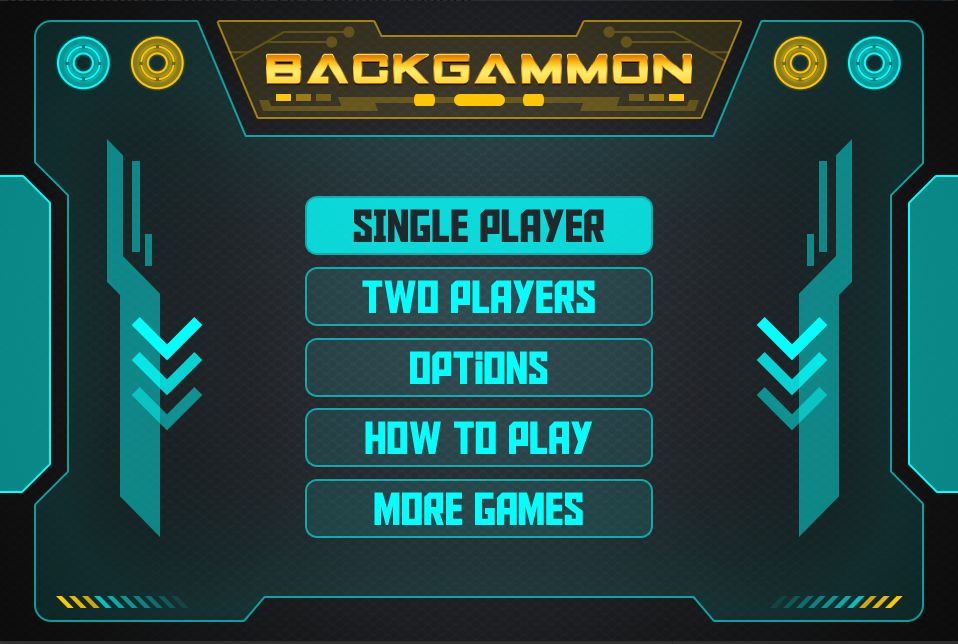 BACKGAMMON
SINGLE PLAYER
TWO PLAYERS
OPTiONS
HOW TO PLAY
MORE GAMES